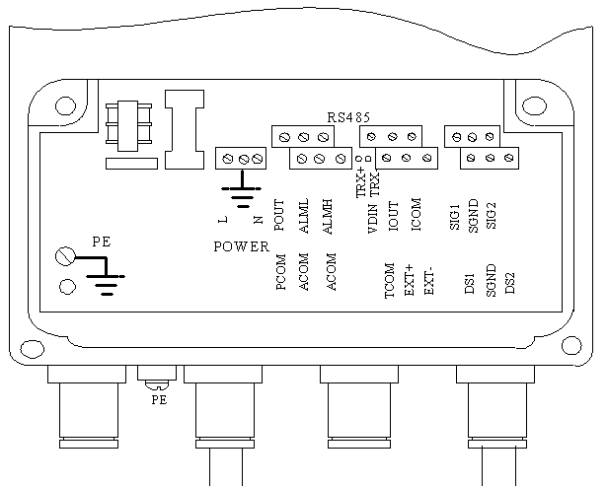 RS485
TRX+
TRX-
L
N
POUT
ALML
ALMH
VDIN
IOUT
ICOM
SIG1
SGND
SIG2
PE
POWER
PCOM
ACOM
ACOM
TCOM
EXT+
EXT-
DS1
SGND
DS2
PE